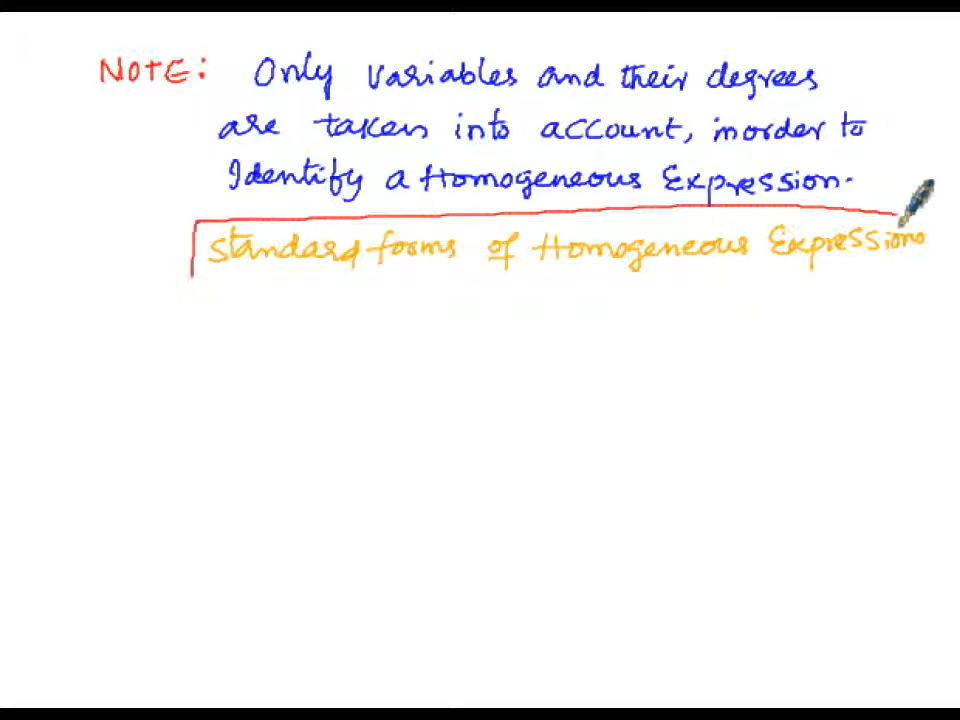 NOTE: Only variables and their degrees
are taken into account, inorder to
Identify a Homogeneous Expression.
Standard forms of Homogeneous Expressions